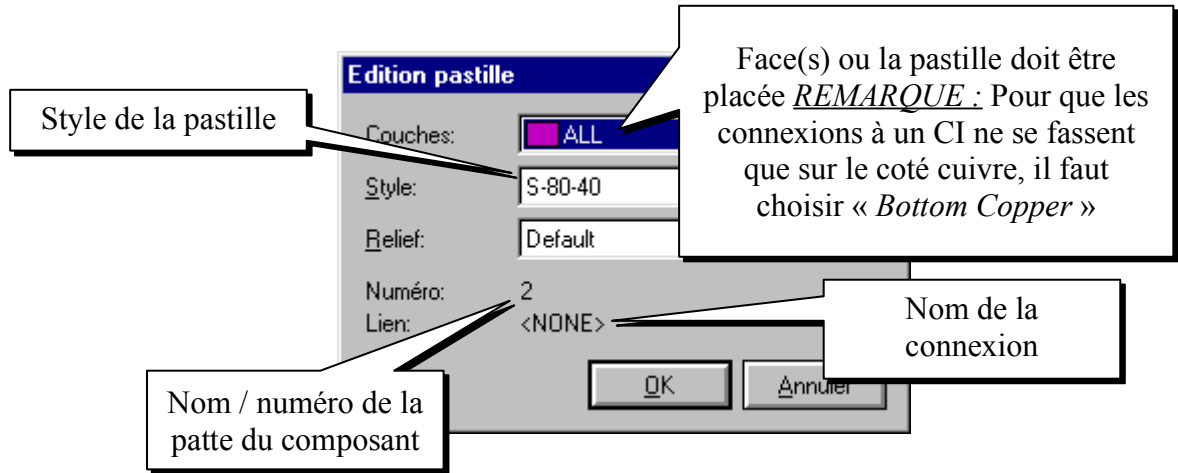 Edition pastille
Face(s) ou la pastille doit être
placée REMARQUE : Pour que les
connexions à un CI ne se fassent
que sur le coté cuivre, il faut
choisir « Bottom Copper »
Style de la pastille
Couches: ALL
Style: S-80-40
Relief: Default
Numéro: 2
Lien: <NONE>
Nom de la
connexion
Nom / numéro de la
patte du composant
OK Annuler